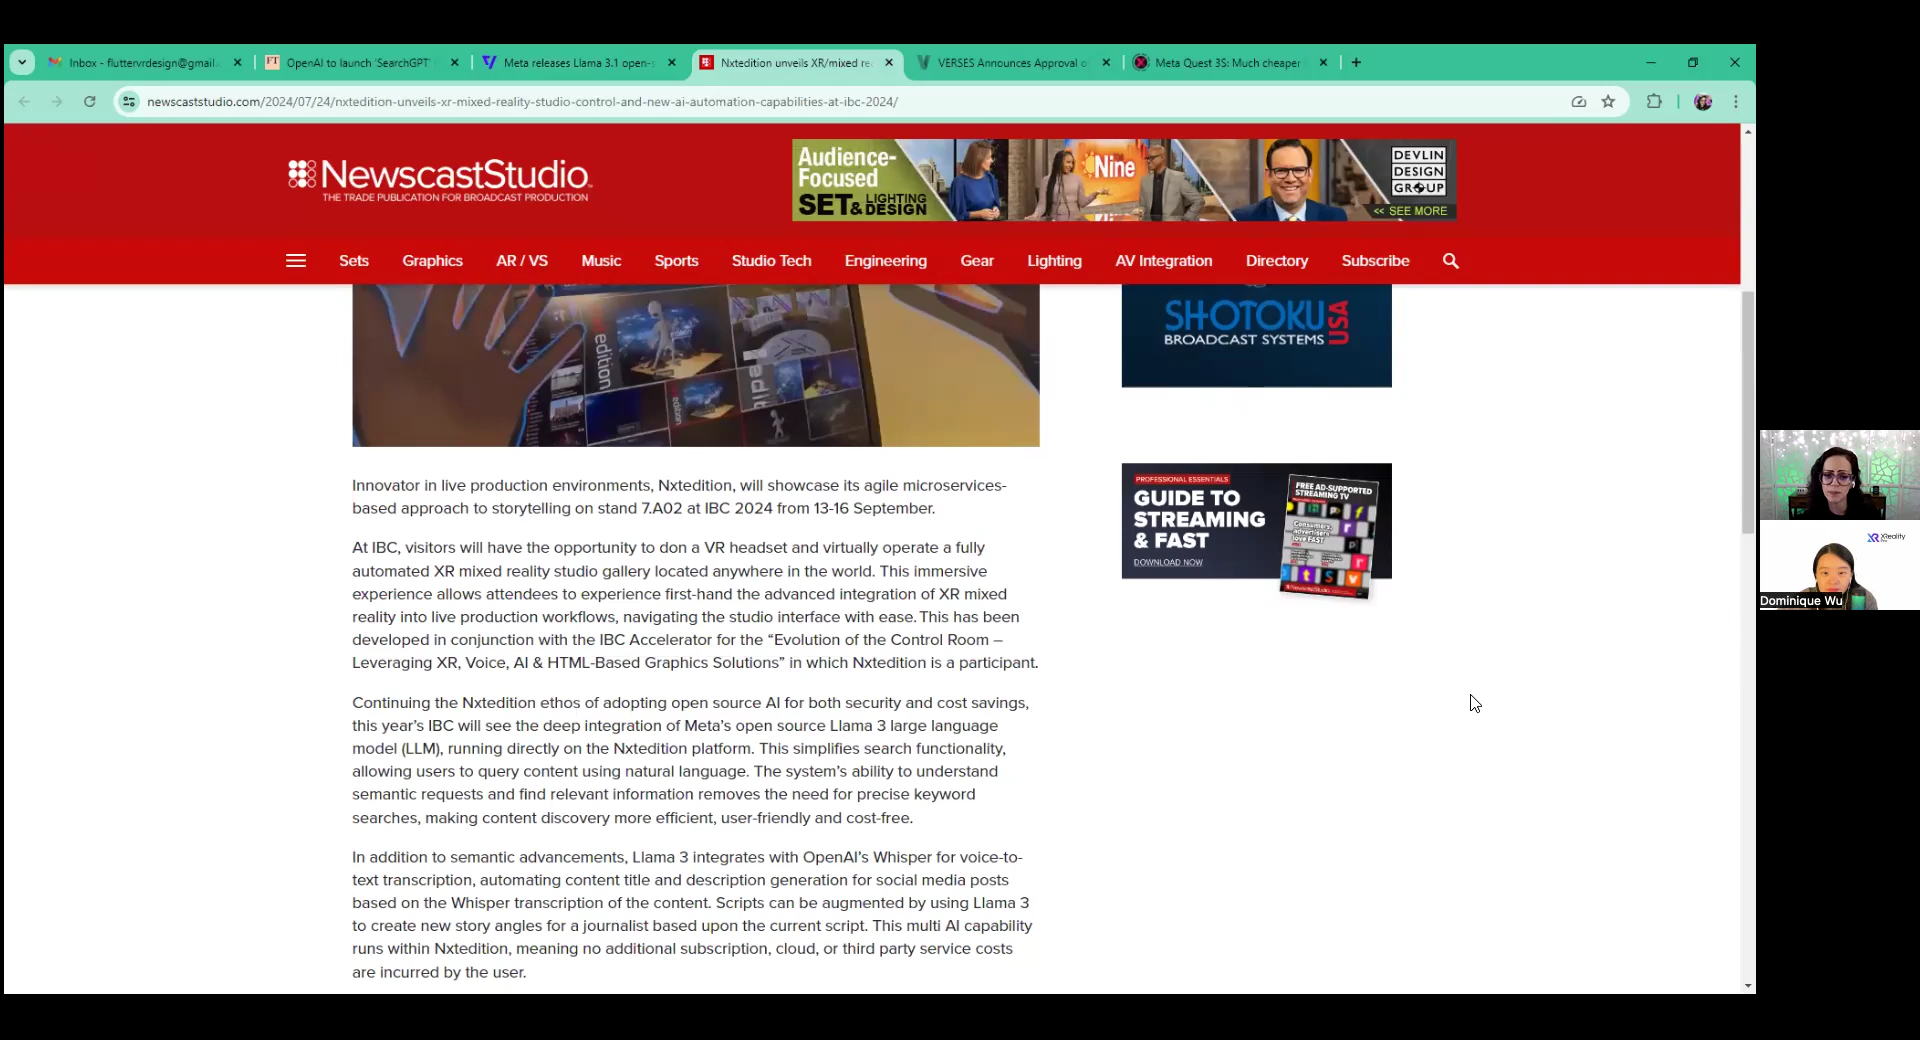 Inbox - fluttervrdesign@gmail.
OpenAI to launch 'SearchGPT'
Meta releases Llama 3.1 open-s
Nxtedition unveils XR/mixed re
VERSES Announces Approval o
Meta Quest 3S: Much cheaper
newscaststudio.com/2024/07/24/nxtedition-unveils-xr-mixed-reality-studio-control-and-new-ai-automation-capabilities-at-ibc-2024/
NewscastStudio
THE TRADE PUBLICATION FOR BROADCAST PRODUCTION
Audience-
Focused
SET & LIGHTING
DESIGN
Nine
DEVLIN
DESIGN
GROUP
<< SEE MORE
Sets Graphics AR / VS Music Sports Studio Tech Engineering Gear Lighting AV Integration Directory Subscribe
edition
SHOTOKU USA
BROADCAST SYSTEMS
PROFESSIONAL ESSENTIALS
GUIDE TO
STREAMING
& FAST
DOWNLOAD NOW
FREE AD-SUPPORTED
STREAMING TV
Consumers,
advertisers
love FAST
Innovator in live production environments, Nxtedition, will showcase its agile microservices-
based approach to storytelling on stand 7.A02 at IBC 2024 from 13-16 September.
At IBC, visitors will have the opportunity to don a VR headset and virtually operate a fully
automated XR mixed reality studio gallery located anywhere in the world. This immersive
experience allows attendees to experience first-hand the advanced integration of XR mixed
reality into live production workflows, navigating the studio interface with ease. This has been
developed in conjunction with the IBC Accelerator for the “Evolution of the Control Room –
Leveraging XR, Voice, AI & HTML-Based Graphics Solutions” in which Nxtedition is a participant.
Continuing the Nxtedition ethos of adopting open source AI for both security and cost savings,
this year’s IBC will see the deep integration of Meta’s open source Llama 3 large language
model (LLM), running directly on the Nxtedition platform. This simplifies search functionality,
allowing users to query content using natural language. The system’s ability to understand
semantic requests and find relevant information removes the need for precise keyword
searches, making content discovery more efficient, user-friendly and cost-free.
In addition to semantic advancements, Llama 3 integrates with OpenAI’s Whisper for voice-to-
text transcription, automating content title and description generation for social media posts
based on the Whisper transcription of the content. Scripts can be augmented by using Llama 3
to create new story angles for a journalist based upon the current script. This multi AI capability
runs within Nxtedition, meaning no additional subscription, cloud, or third party service costs
are incurred by the user.
XReality
Dominique Wu